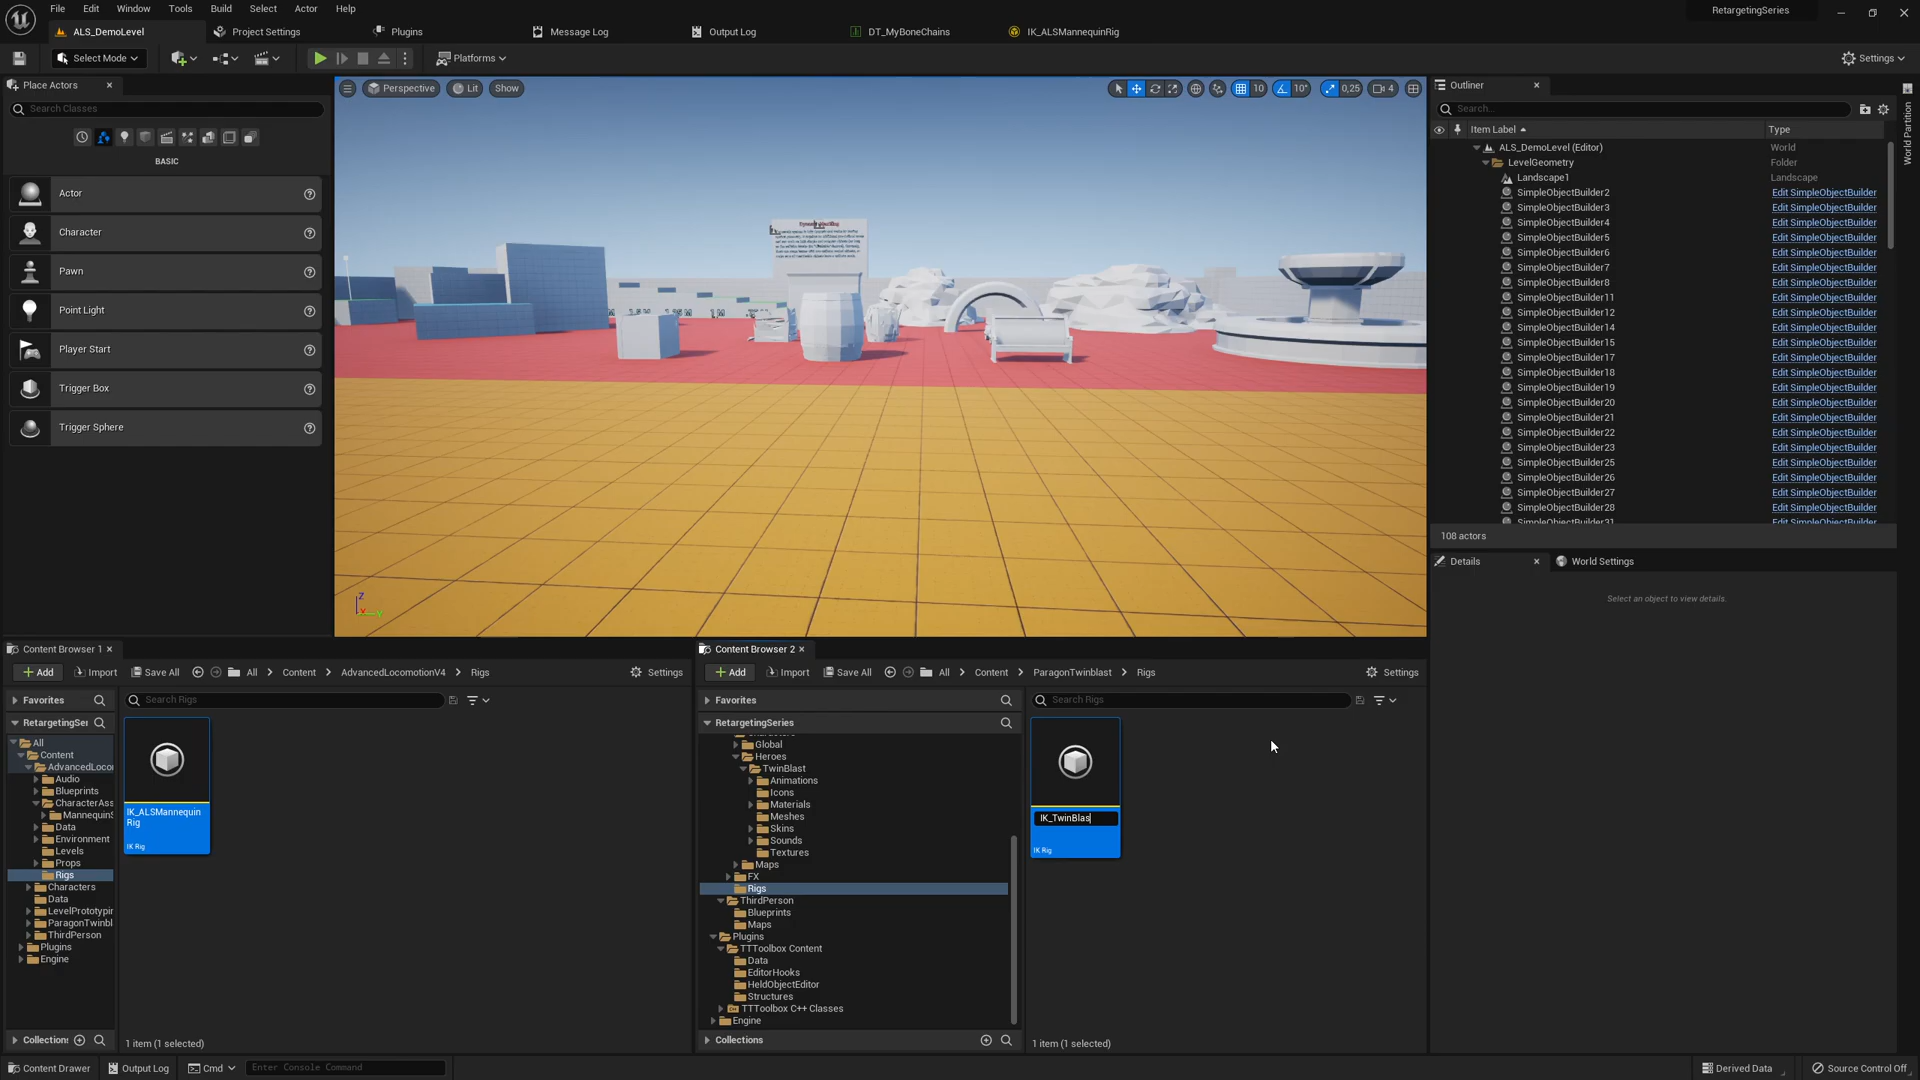 File Edit Window Tools Build Select Actor Help
RetargetingSeries
ALS_DemoLevel
Project Settings
Plugins
Message Log
Output Log
DT_MyBoneChains
IK_ALSMannequinRig
Select Mode
Platforms
Settings
Place Actors
Search Classes
BASIC
Actor
Character
Pawn
Point Light
Player Start
Trigger Box
Trigger Sphere
Perspective
Lit
Show
10
10°
0,25
4
Z
Outliner
Search...
Item Label
Type
World Partition
ALS_DemoLevel (Editor) World
LevelGeometry Folder
Landscape1 Landscape
SimpleObjectBuilder2 Edit SimpleObjectBuilder
SimpleObjectBuilder3 Edit SimpleObjectBuilder
SimpleObjectBuilder4 Edit SimpleObjectBuilder
SimpleObjectBuilder5 Edit SimpleObjectBuilder
SimpleObjectBuilder6 Edit SimpleObjectBuilder
SimpleObjectBuilder7 Edit SimpleObjectBuilder
SimpleObjectBuilder8 Edit SimpleObjectBuilder
SimpleObjectBuilder11 Edit SimpleObjectBuilder
SimpleObjectBuilder12 Edit SimpleObjectBuilder
SimpleObjectBuilder14 Edit SimpleObjectBuilder
SimpleObjectBuilder15 Edit SimpleObjectBuilder
SimpleObjectBuilder17 Edit SimpleObjectBuilder
SimpleObjectBuilder18 Edit SimpleObjectBuilder
SimpleObjectBuilder19 Edit SimpleObjectBuilder
SimpleObjectBuilder20 Edit SimpleObjectBuilder
SimpleObjectBuilder21 Edit SimpleObjectBuilder
SimpleObjectBuilder22 Edit SimpleObjectBuilder
SimpleObjectBuilder23 Edit SimpleObjectBuilder
SimpleObjectBuilder25 Edit SimpleObjectBuilder
SimpleObjectBuilder26 Edit SimpleObjectBuilder
SimpleObjectBuilder27 Edit SimpleObjectBuilder
SimpleObjectBuilder28 Edit SimpleObjectBuilder
SimpleObjectBuilder31 Edit SimpleObjectBuilder
108 actors
Details
World Settings
Select an object to view details.
Content Browser 1
Add
Import
Save All
All
Content
AdvancedLocomotionV4
Rigs
Settings
Favorites
Search Rigs
RetargetingSer
All
Content
AdvancedLoco
Audio
Blueprints
CharacterAss
MannequinS
Data
Environment
Levels
Props
Rigs
Characters
Data
LevelPrototypin
ParagonTwinbl
ThirdPerson
Plugins
Engine
Collections
IK_ALSMannequin
Rig
IK Rig
1 item (1 selected)
Content Browser 2
Add
Import
Save All
All
Content
ParagonTwinblast
Rigs
Settings
Favorites
Search Rigs
RetargetingSeries
Global
Heroes
TwinBlast
Animations
Icons
Materials
Meshes
Skins
Sounds
Textures
Maps
FX
Rigs
ThirdPerson
Blueprints
Maps
Plugins
TTToolbox Content
Data
EditorHooks
HeldObjectEditor
Structures
TTToolbox C++ Classes
Engine
Collections
IK_TwinBlas
IK Rig
1 item (1 selected)
Content Drawer
Output Log
Cmd
Enter Console Command
Derived Data
Source Control Off